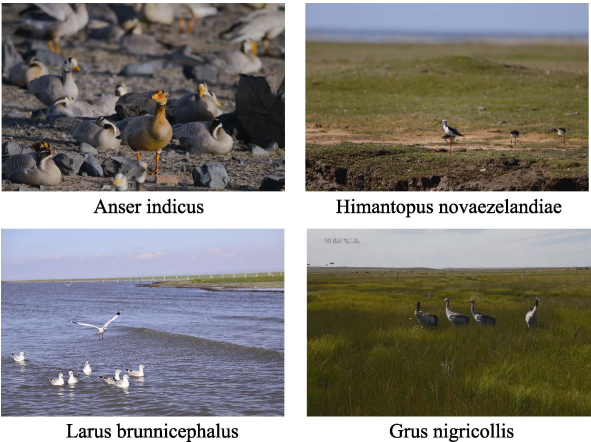 Anser indicus
Himantopus novaezelandiae
Larus brunnicephalus
Grus nigricollis